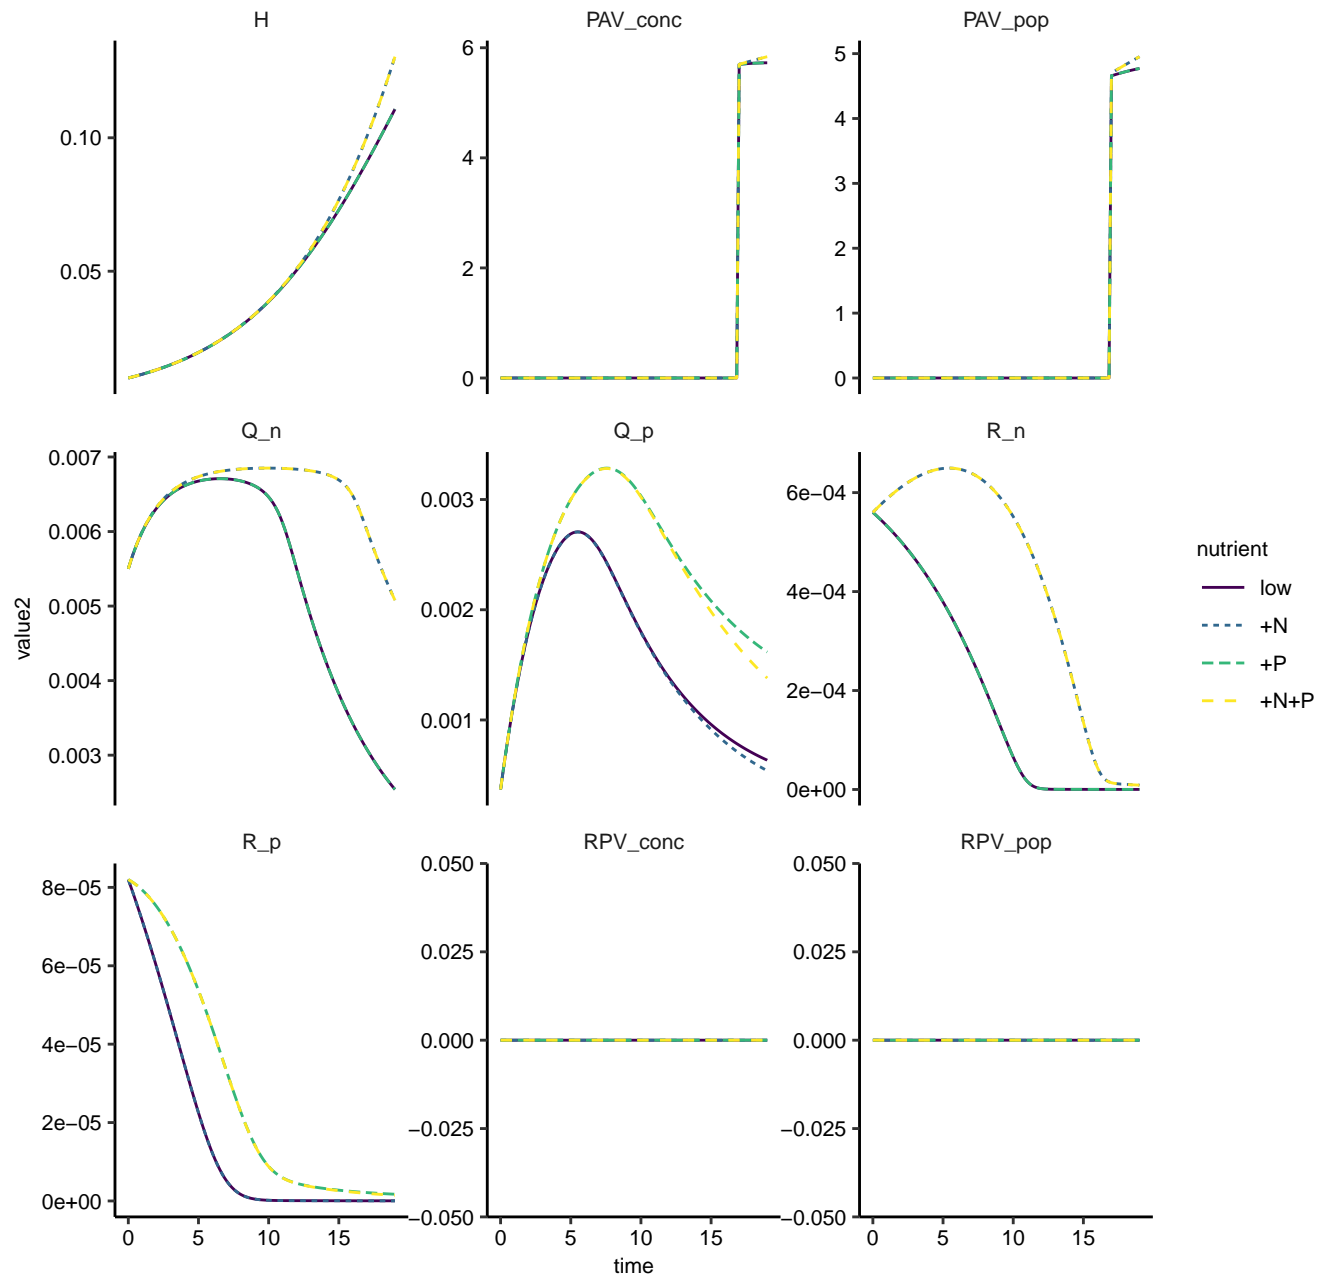 H
PAV_conc
PAV_pop
0.10
0.05
6
4
2
0
5
4
3
2
1
0
Q_n
Q_p
R_n
0.007
0.006
0.005
0.004
0.003
0.003
0.002
0.001
6e−04
4e−04
2e−04
0e+00
R_p
RPV_conc
RPV_pop
8e−05
6e−05
4e−05
2e−05
0e+00
0.050
0.025
0.000
−0.025
−0.050
0.050
0.025
0.000
−0.025
−0.050
0 5 10 15
0 5 10 15
0 5 10 15
time
value2
nutrient
low
+N
+P
+N+P